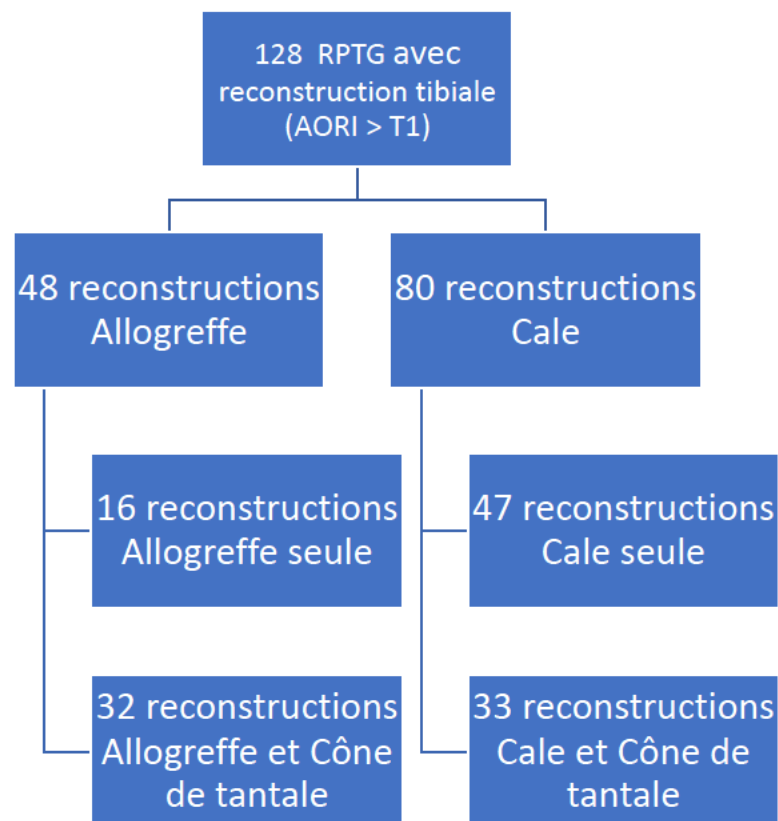 128 RPTG avec
reconstruction tibiale
(AORI > T1)
48 reconstructions
Allogreffe
80 reconstructions
Cale
16 reconstructions
Allogreffe seule
47 reconstructions
Cale seule
32 reconstructions
Allogreffe et Cône
de tantale
33 reconstructions
Cale et Cône de
tantale